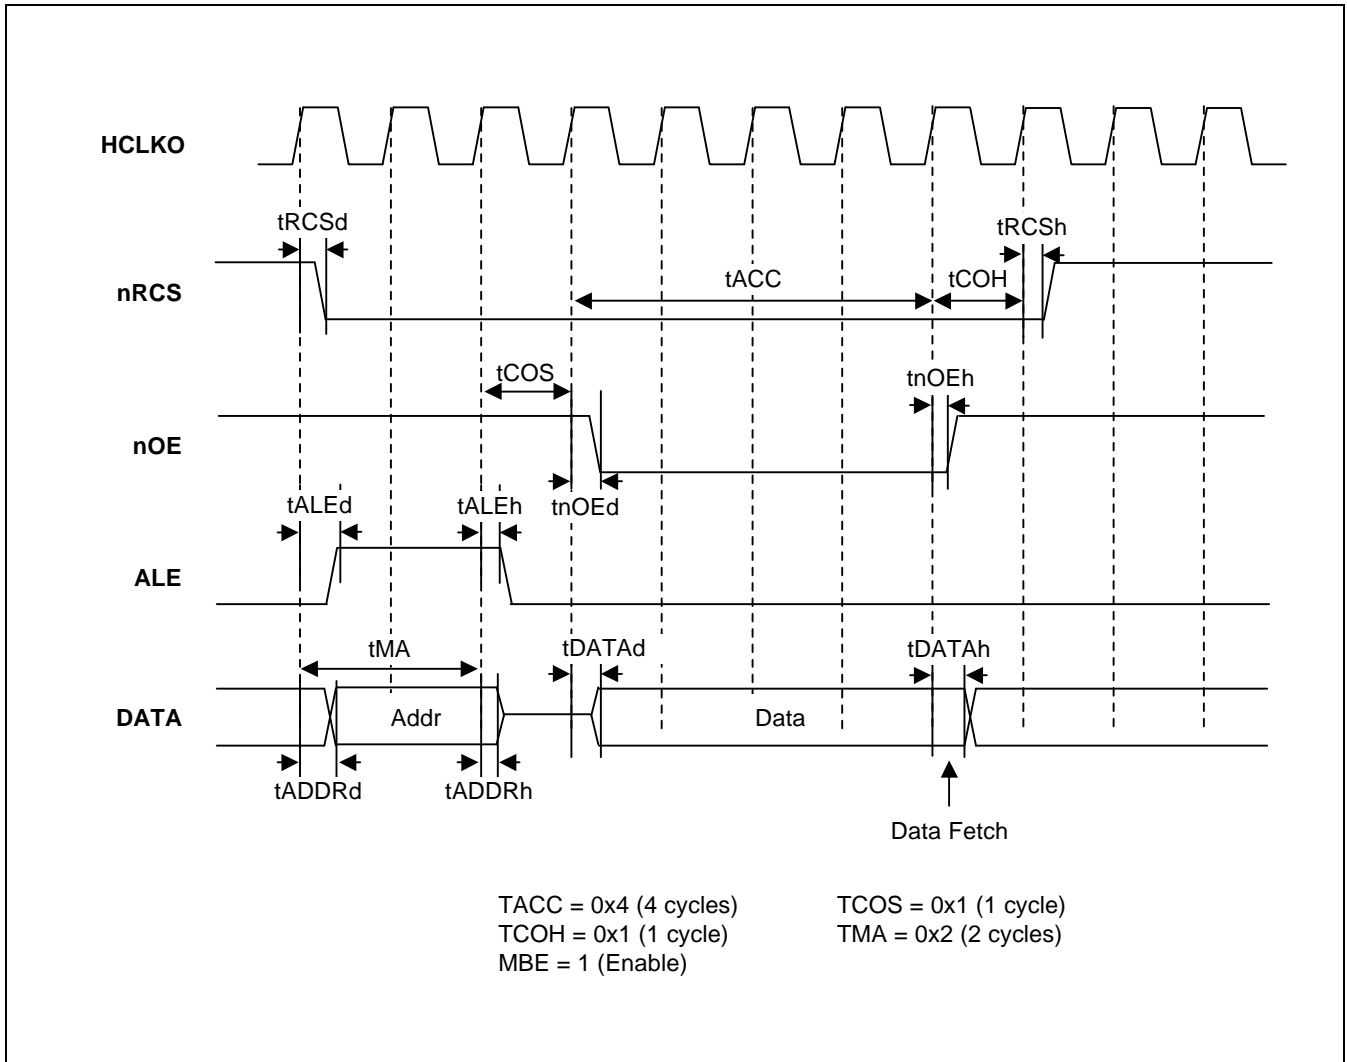 HCLKO
tRCSd
tRCSh
nRCS
tACC
tCOH
tCOS
tnOEh
nOE
tALEd
tALEh
tnOEd
ALE
tMA
tDATAd
tDATAh
DATA
Addr
Data
tADDRd
tADDRh
Data Fetch
TACC = 0x4 (4 cycles)
TCOS = 0x1 (1 cycle)
TCOH = 0x1 (1 cycle)
TMA = 0x2 (2 cycles)
MBE = 1 (Enable)